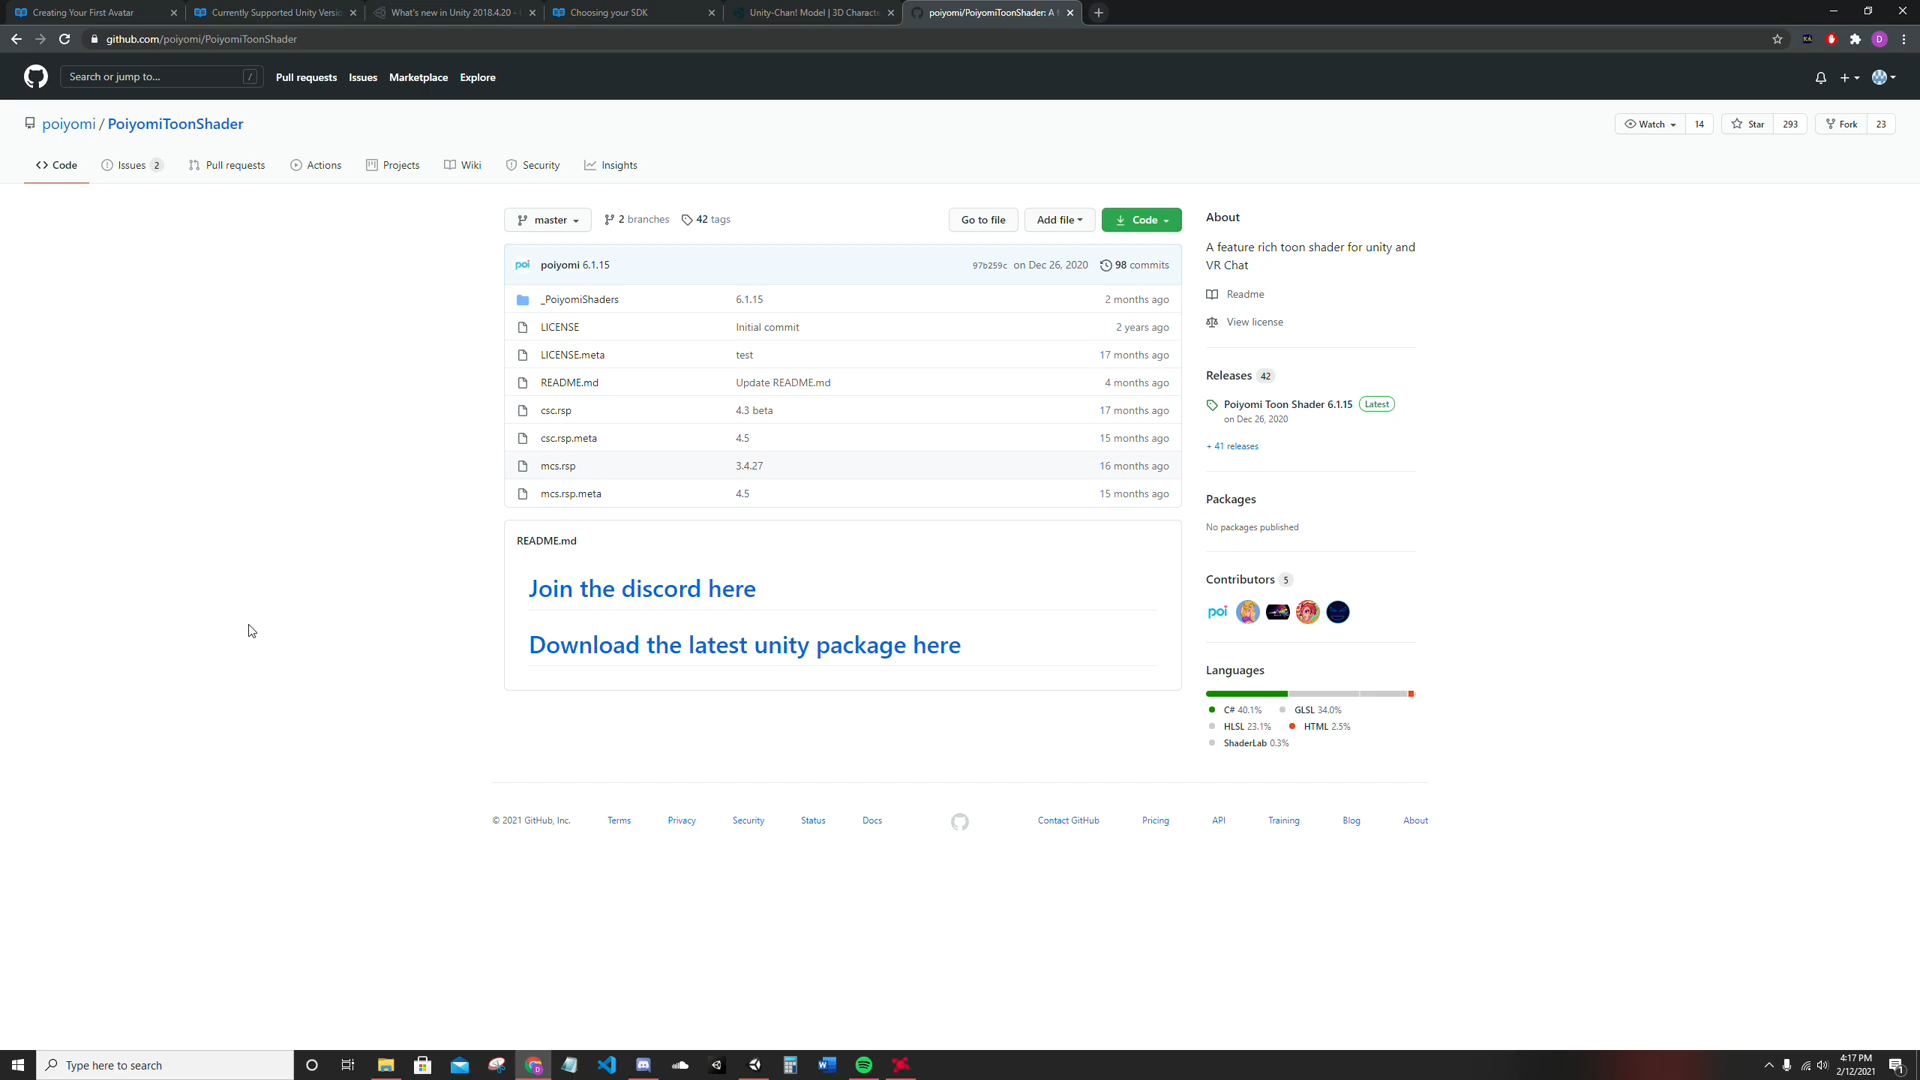 Creating Your First Avatar
Currently Supported Unity Versio
What's new in Unity 2018.4.20 -
Choosing your SDK
Unity-Chan! Model | 3D Characte
poiyomi/PoiyomiToonShader: A f
github.com/poiyomi/PoiyomiToonShader
Search or jump to... /
Pull requests Issues Marketplace Explore
poiyomi / PoiyomiToonShader
Watch 14 Star 293 Fork 23
Code Issues 2 Pull requests Actions Projects Wiki Security Insights
master 2 branches 42 tags Go to file Add file Code
poi poiyomi 6.1.15 97b259c on Dec 26, 2020 98 commits
_PoiyomiShaders 6.1.15 2 months ago
LICENSE Initial commit 2 years ago
LICENSE.meta test 17 months ago
README.md Update README.md 4 months ago
csc.rsp 4.3 beta 17 months ago
csc.rsp.meta 4.5 15 months ago
mcs.rsp 3.4.27 16 months ago
mcs.rsp.meta 4.5 15 months ago
README.md
Join the discord here
Download the latest unity package here
About
A feature rich toon shader for unity and
VR Chat
Readme
View license
Releases 42
Poiyomi Toon Shader 6.1.15 Latest
on Dec 26, 2020
+ 41 releases
Packages
No packages published
Contributors 5
poi
Languages
C# 40.1% GLSL 34.0%
HLSL 23.1% HTML 2.5%
ShaderLab 0.3%
© 2021 GitHub, Inc. Terms Privacy Security Status Docs Contact GitHub Pricing API Training Blog About
Type here to search
4:17 PM
2/12/2021